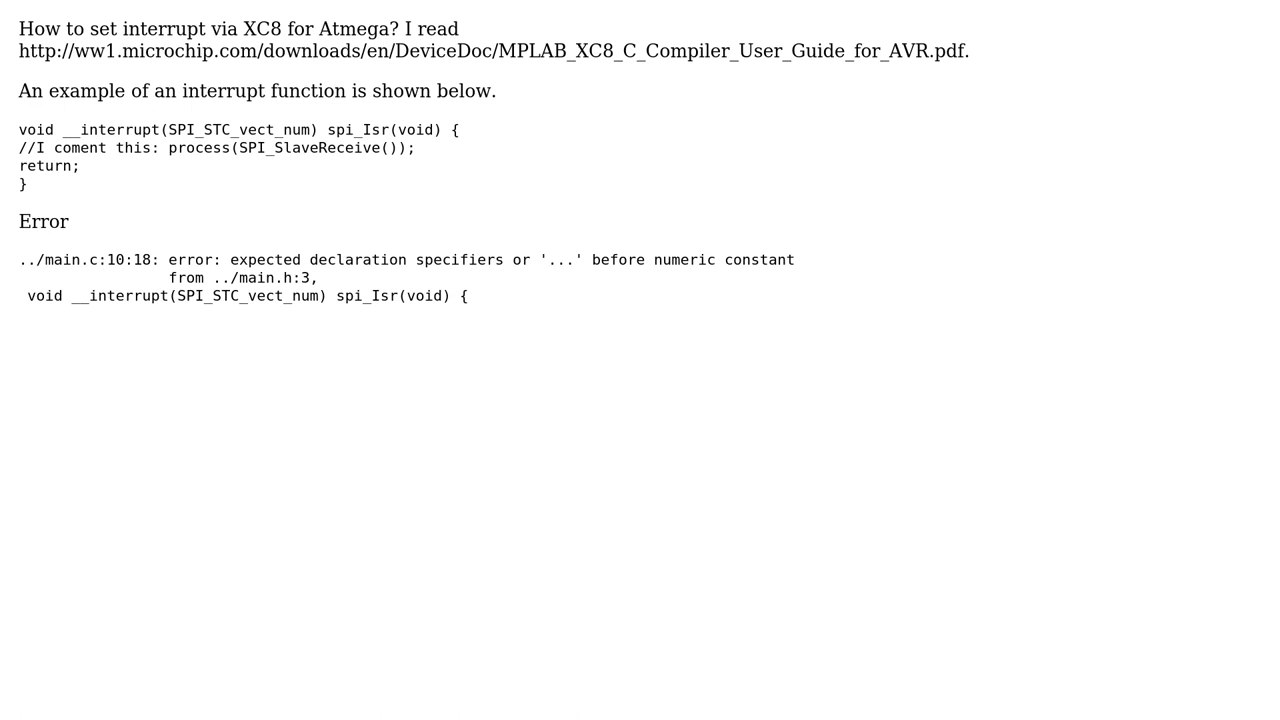 How to set interrupt via XC8 for Atmega? I read
http://ww1.microchip.com/downloads/en/DeviceDoc/MPLAB_XC8_C_Compiler_User_Guide_for_AVR.pdf.
An example of an interrupt function is shown below.
void __interrupt(SPI_STC_vect_num) spi_Isr(void) {
//I coment this: process(SPI_SlaveReceive());
return;
}
Error
../main.c:10:18: error: expected declaration specifiers or '...' before numeric constant
                 from ../main.h:3,
 void __interrupt(SPI_STC_vect_num) spi_Isr(void) {